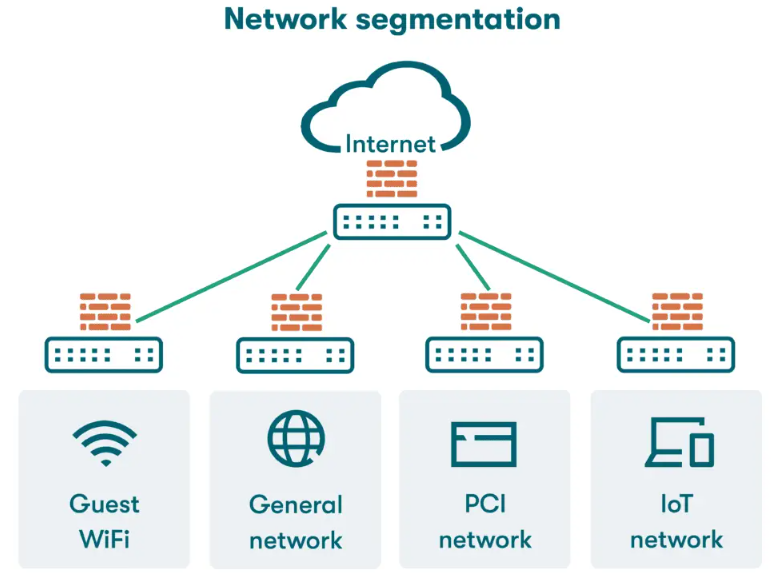 Network segmentation
Internet
Guest
WiFi
General
network
PCI
network
IoT
network